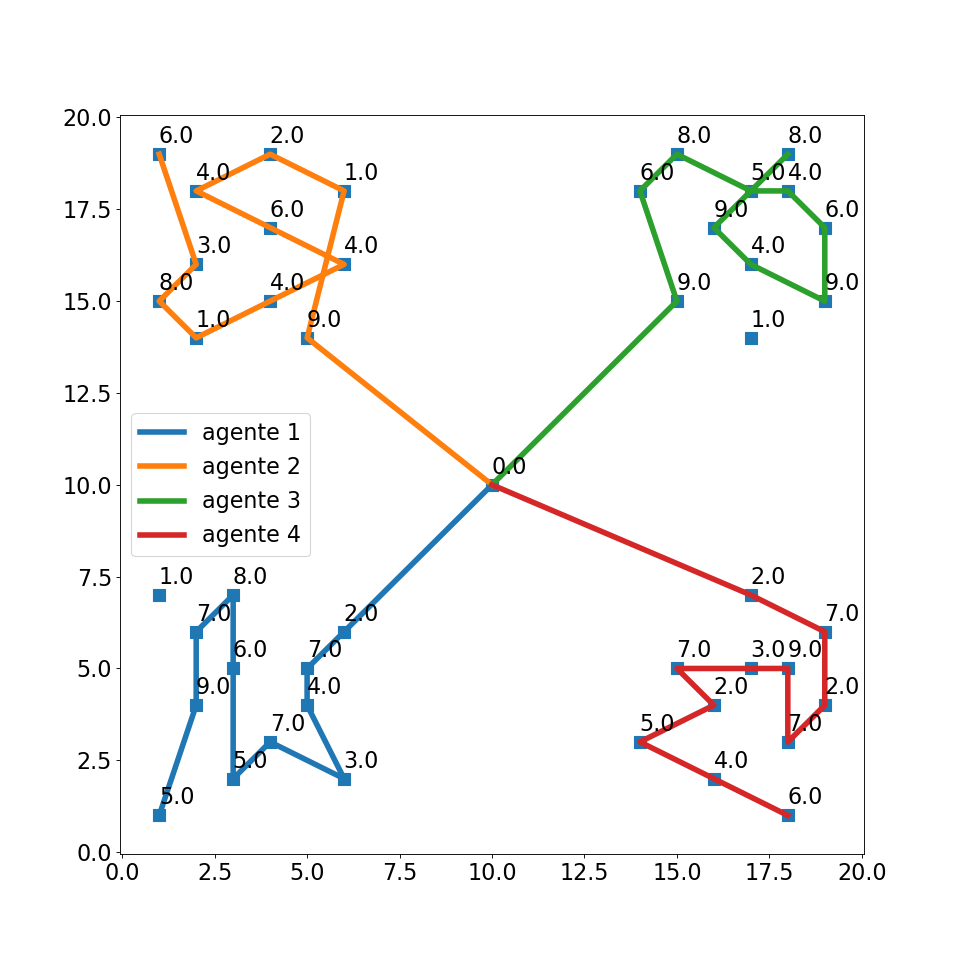 20.0
6.0 2.0 8.0 8.0
4.0 1.0 6.0 5.0 4.0
17.5 6.0 9.0 6.0
3.0 4.0 4.0
15.0 8.0 4.0 9.0 9.0
1.0 9.0 1.0
12.5
agente 1
agente 2
10.0 0.0
agente 3
agente 4
7.5 1.0 8.0 2.0
7.0 2.0 7.0
5.0 6.0 7.0 7.0 3.0 9.0
9.0 4.0 2.0 2.0
7.0 5.0 7.0
2.5 5.0 3.0 4.0
5.0 6.0
0.0
0.0 2.5 5.0 7.5 10.0 12.5 15.0 17.5 20.0